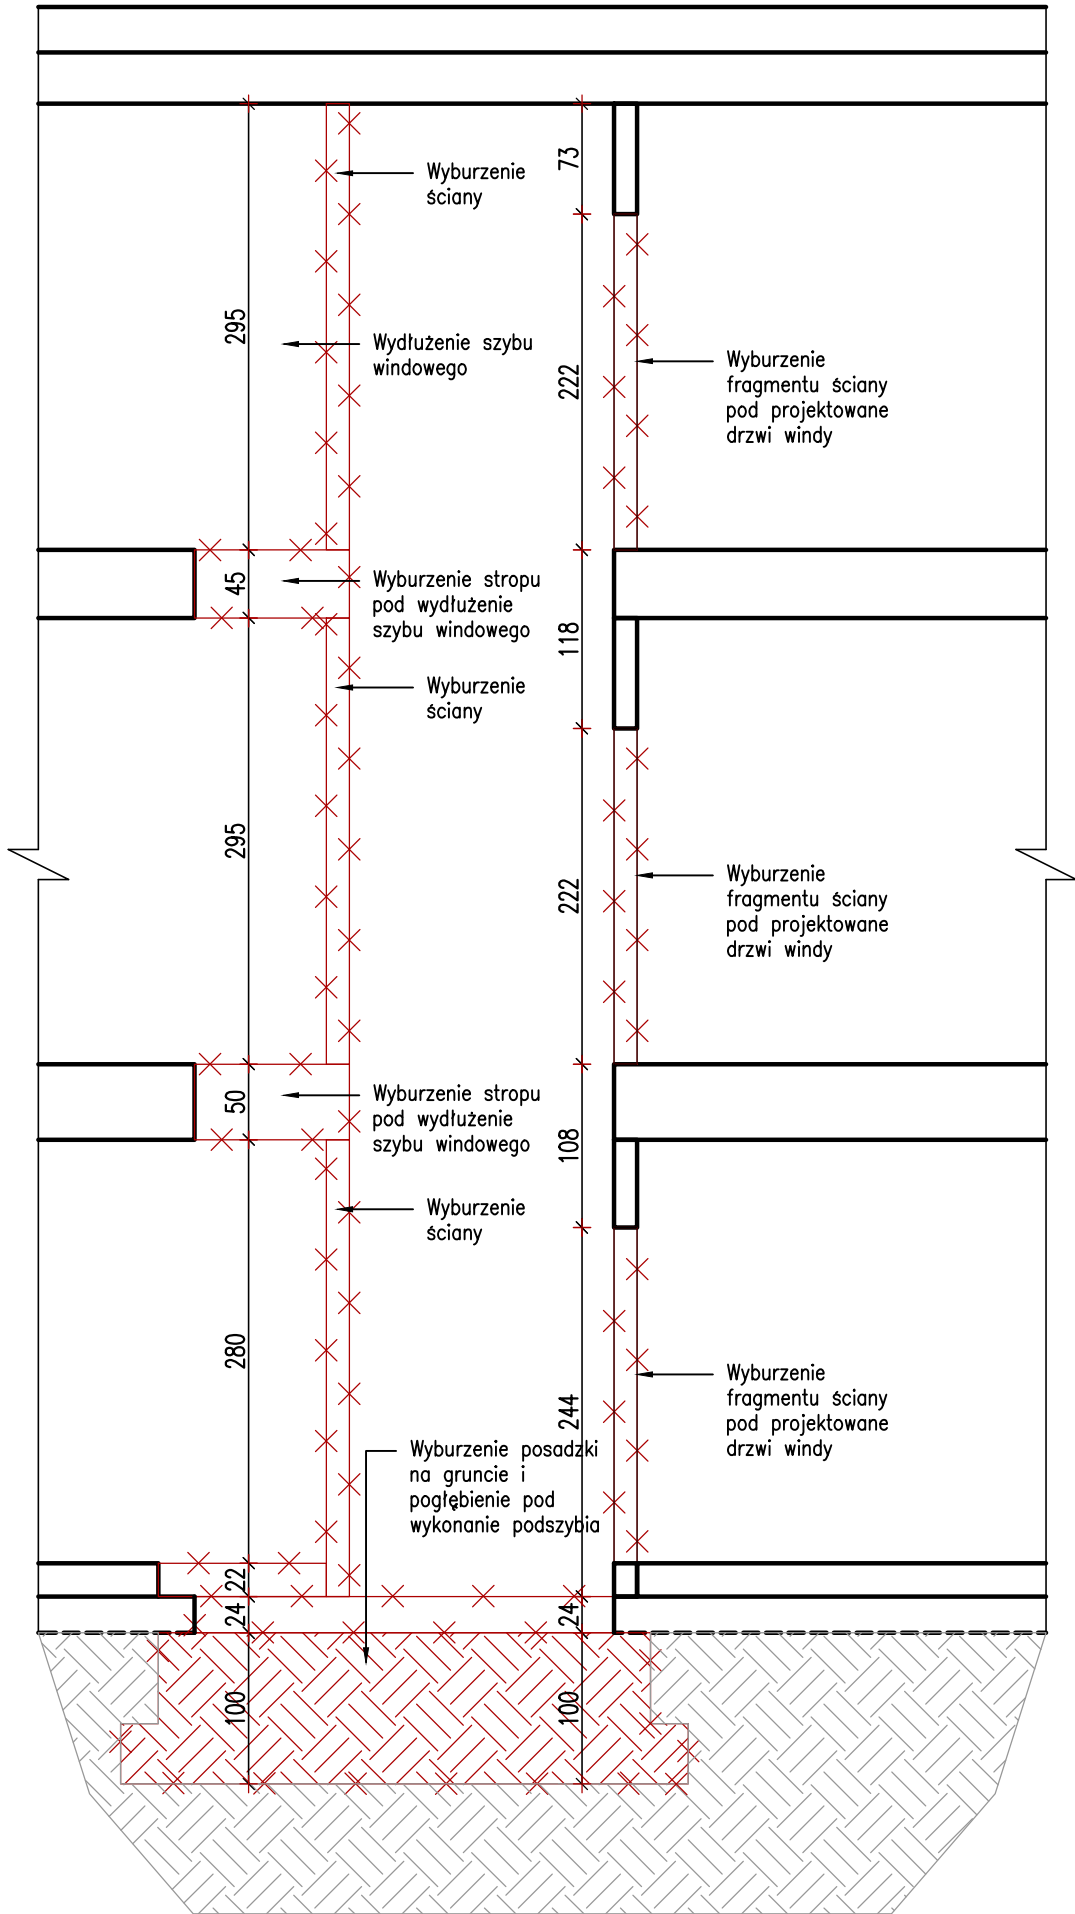 73
Wyburzenie
ściany
295
Wydłużenie szybu
windowego
222
Wyburzenie
fragmentu ściany
pod projektowane
drzwi windy
45
Wyburzenie stropu
pod wydłużenie
szybu windowego
118
Wyburzenie
ściany
295
222
Wyburzenie
fragmentu ściany
pod projektowane
drzwi windy
50
Wyburzenie stropu
pod wydłużenie
szybu windowego
108
Wyburzenie
ściany
280
244
Wyburzenie
fragmentu ściany
pod projektowane
drzwi windy
Wyburzenie posadzki
na gruncie i
pogłębienie pod
wykonanie podszybia
22
24
24
100
100